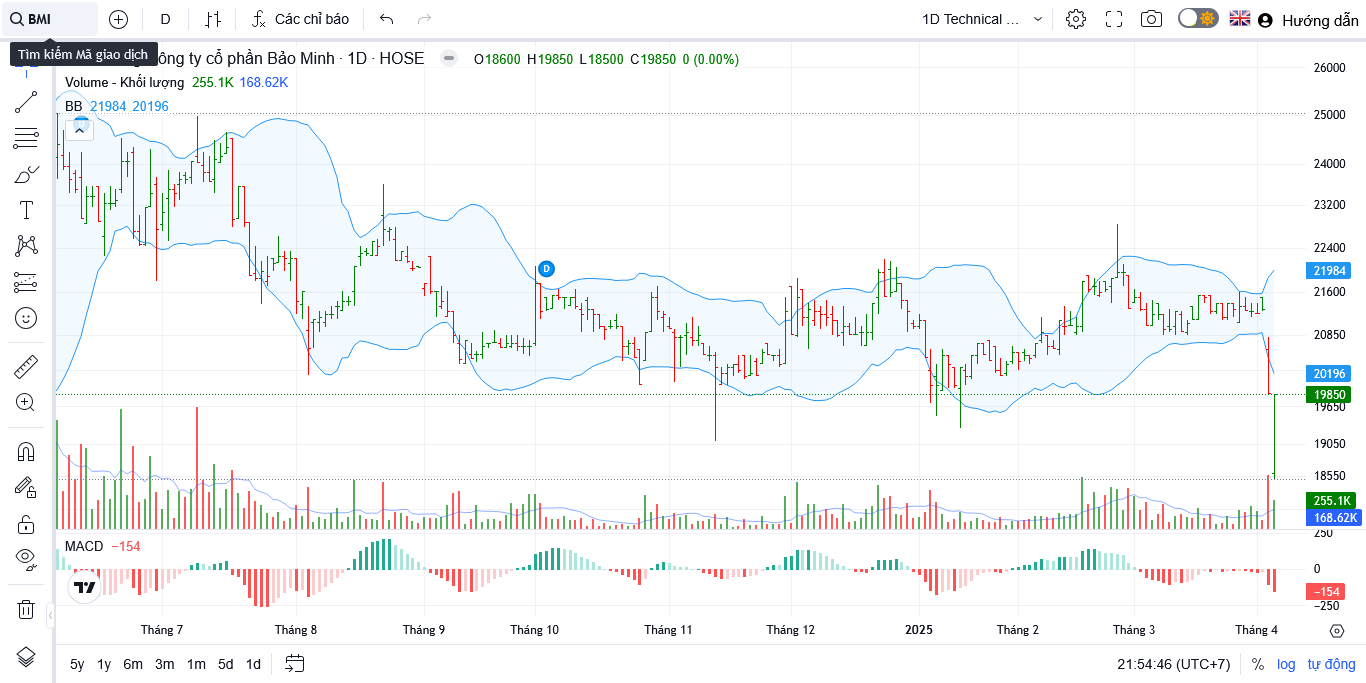 BMI
D
Các chỉ báo
1D Technical ...
Hướng dẫn
Tìm kiếm Mã giao dịch
ông ty cổ phần Bảo Minh · 1D · HOSE
O18600 H19850 L18500 C19850 0 (0.00%)
Volume - Khối lượng 255.1K 168.62K
BB 21984 20196
D
26000
25000
24000
23200
22400
21984
21600
20850
20196
19850
19650
19050
18550
255.1K
168.62K
MACD −154
250
0
−154
−250
Tháng 7
Tháng 8
Tháng 9
Tháng 10
Tháng 11
Tháng 12
2025
Tháng 2
Tháng 3
Tháng 4
5y 1y 6m 3m 1m 5d 1d
21:54:46 (UTC+7)
%
log
tự động